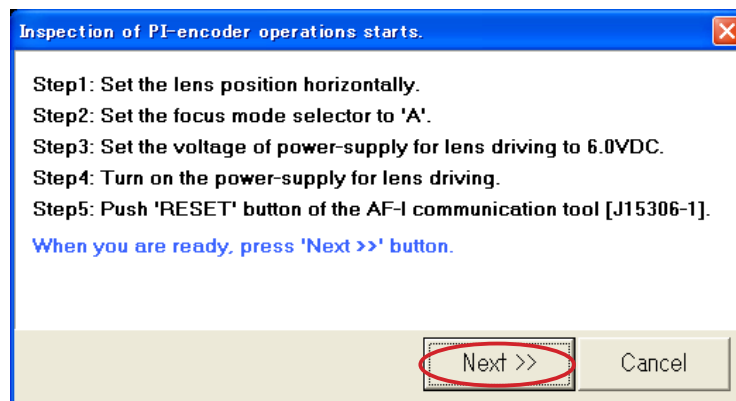 Inspection of PI-encoder operations starts.
Step1: Set the lens position horizontally.
Step2: Set the focus mode selector to 'A'.
Step3: Set the voltage of power-supply for lens driving to 6.0VDC.
Step4: Turn on the power-supply for lens driving.
Step5: Push 'RESET' button of the AF-I communication tool [J15306-1].
When you are ready, press 'Next >>' button.
Next >>
Cancel